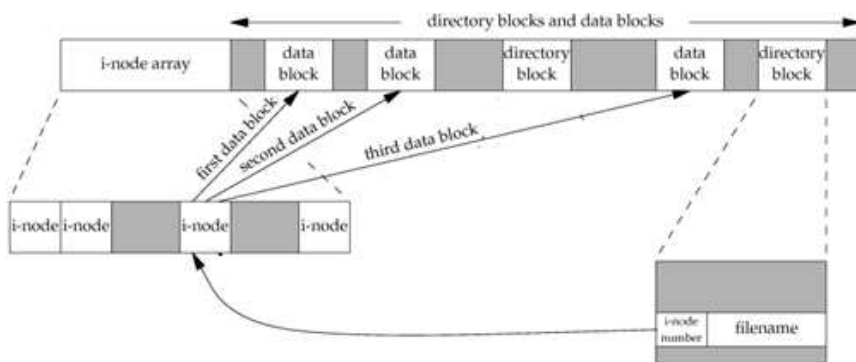 directory blocks and data blocks
i-node array
data
block
data
block
directory
block
data
block
directory
block
first data block
second data block
third data block
i-node
i-node
i-node
i-node
i-node
number
filename